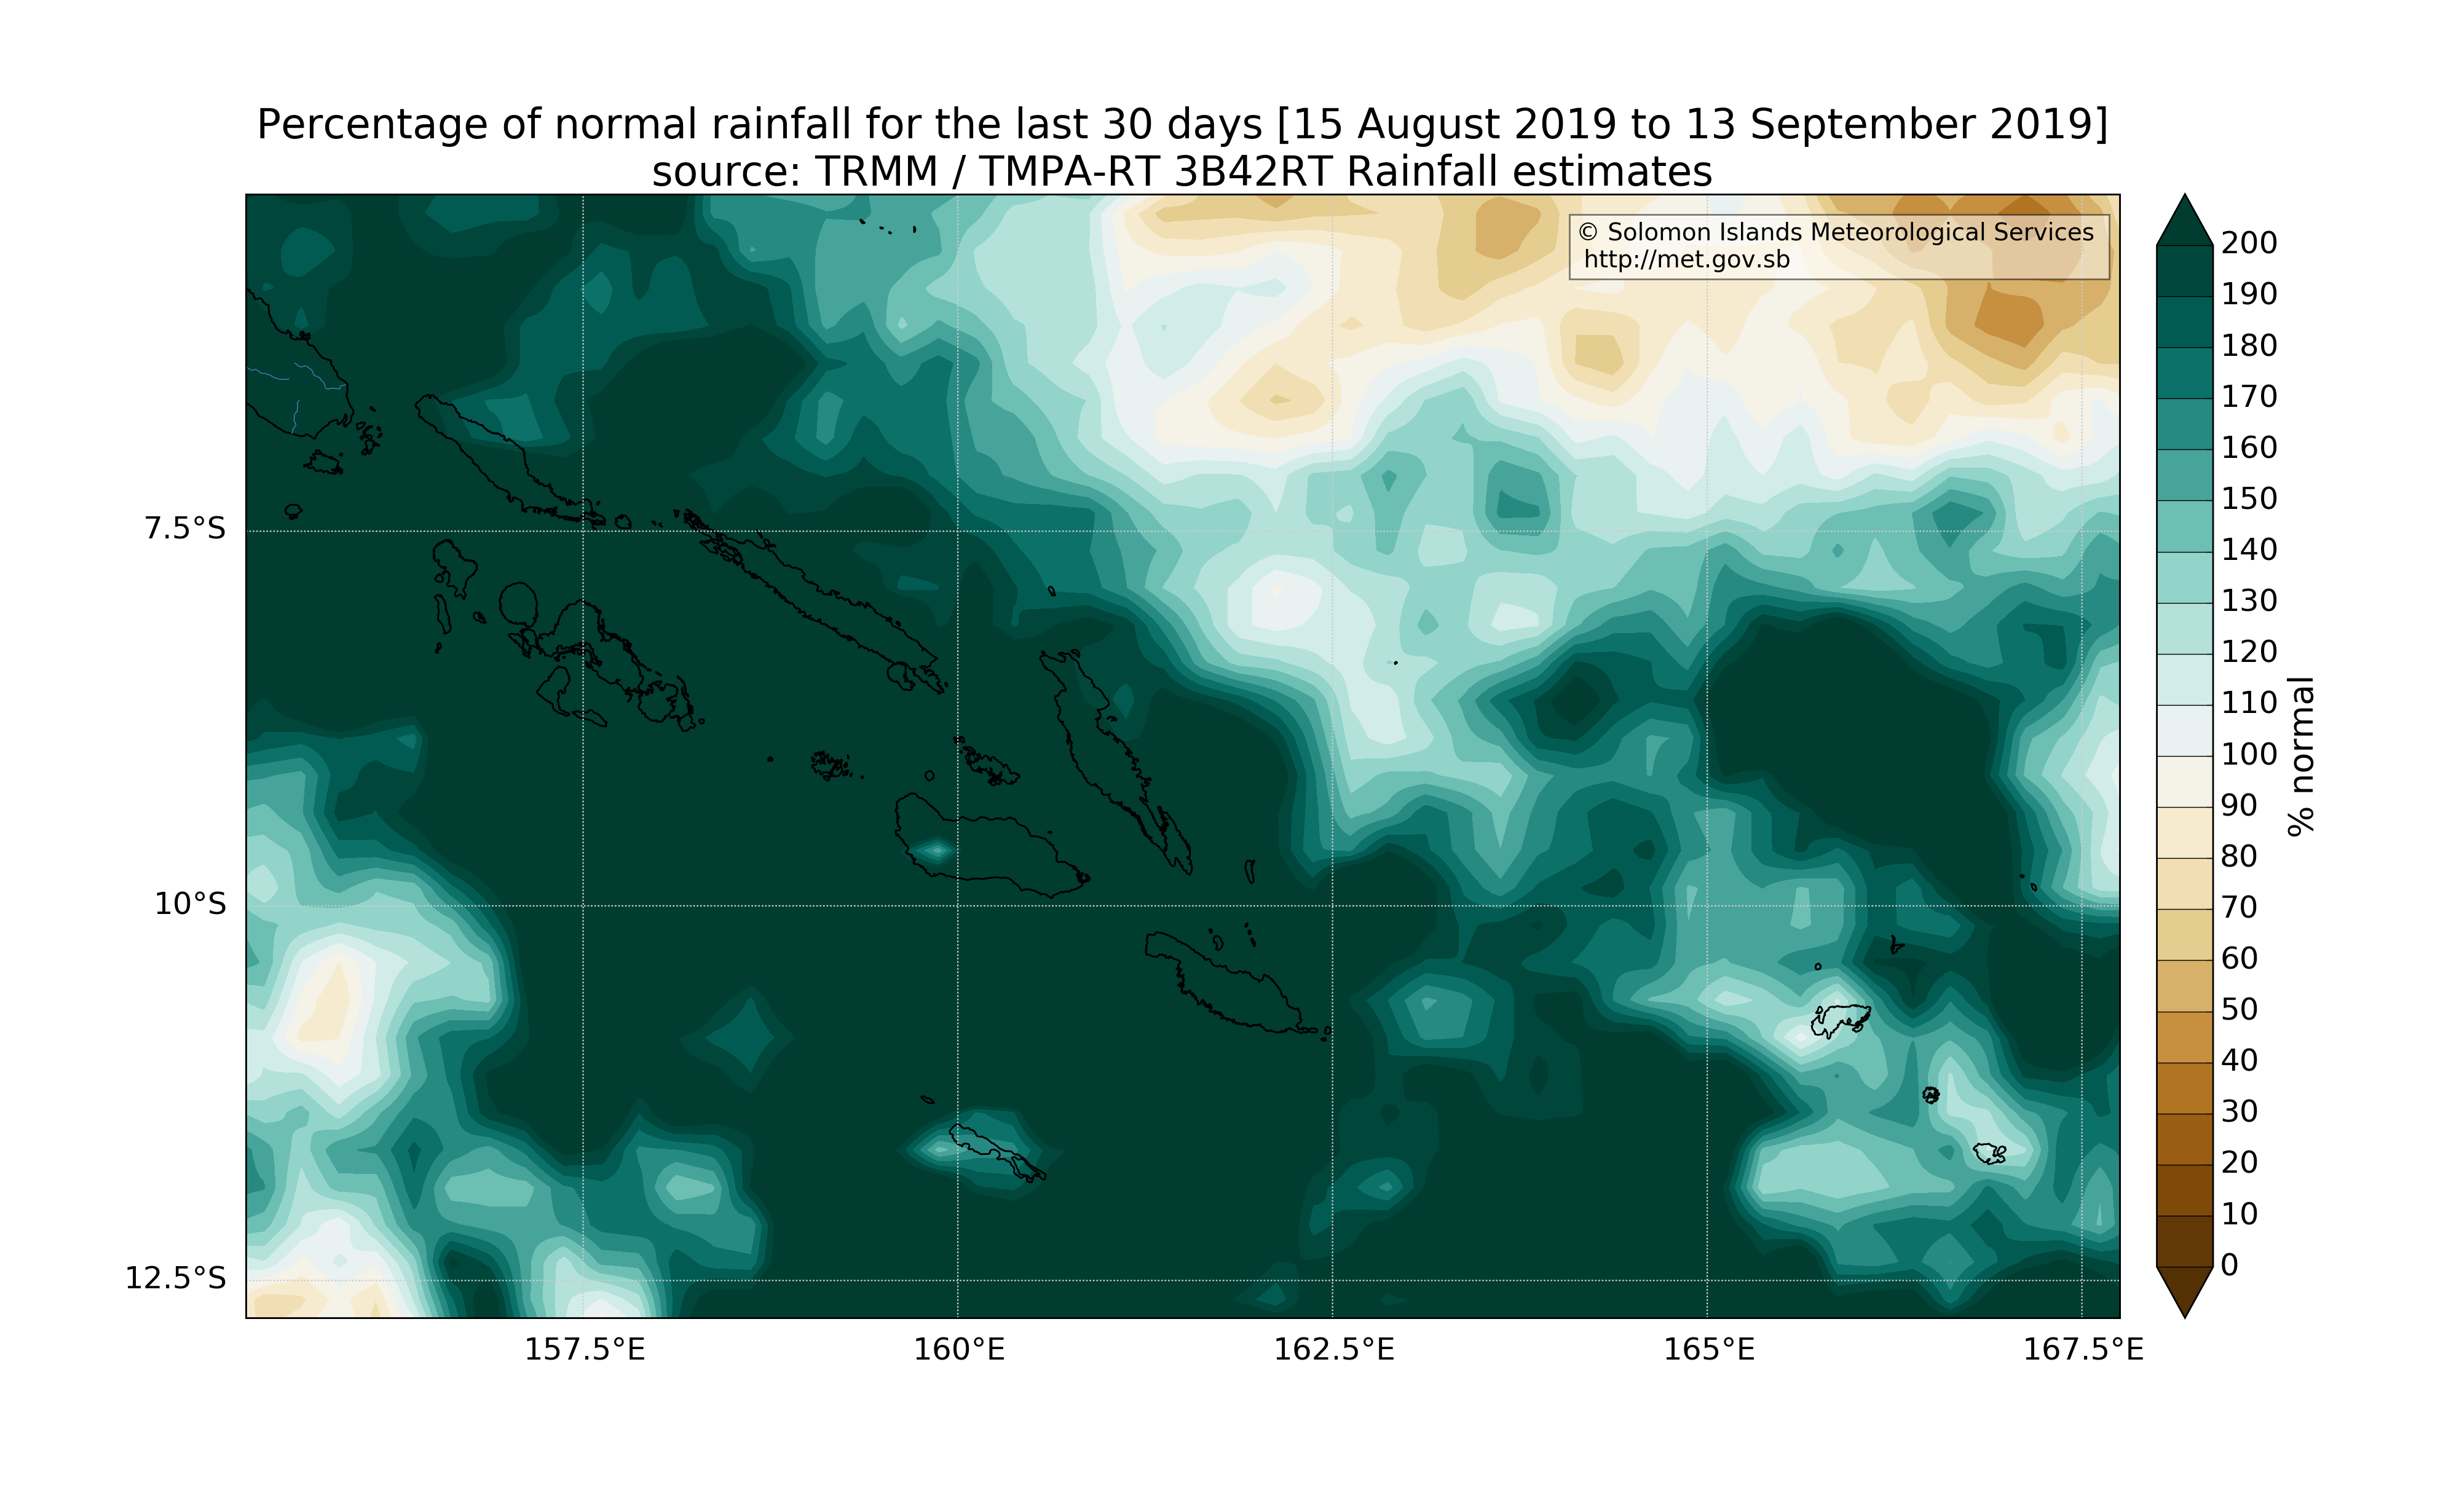 Percentage of normal rainfall for the last 30 days [15 August 2019 to 13 September 2019]
source: TRMM / TMPA-RT 3B42RT Rainfall estimates
© Solomon Islands Meteorological Services
http://met.gov.sb
7.5°S
10°S
12.5°S
157.5°E
160°E
162.5°E
165°E
167.5°E
200
190
180
170
160
150
140
130
120
110
100
90
80
70
60
50
40
30
20
10
0
% normal